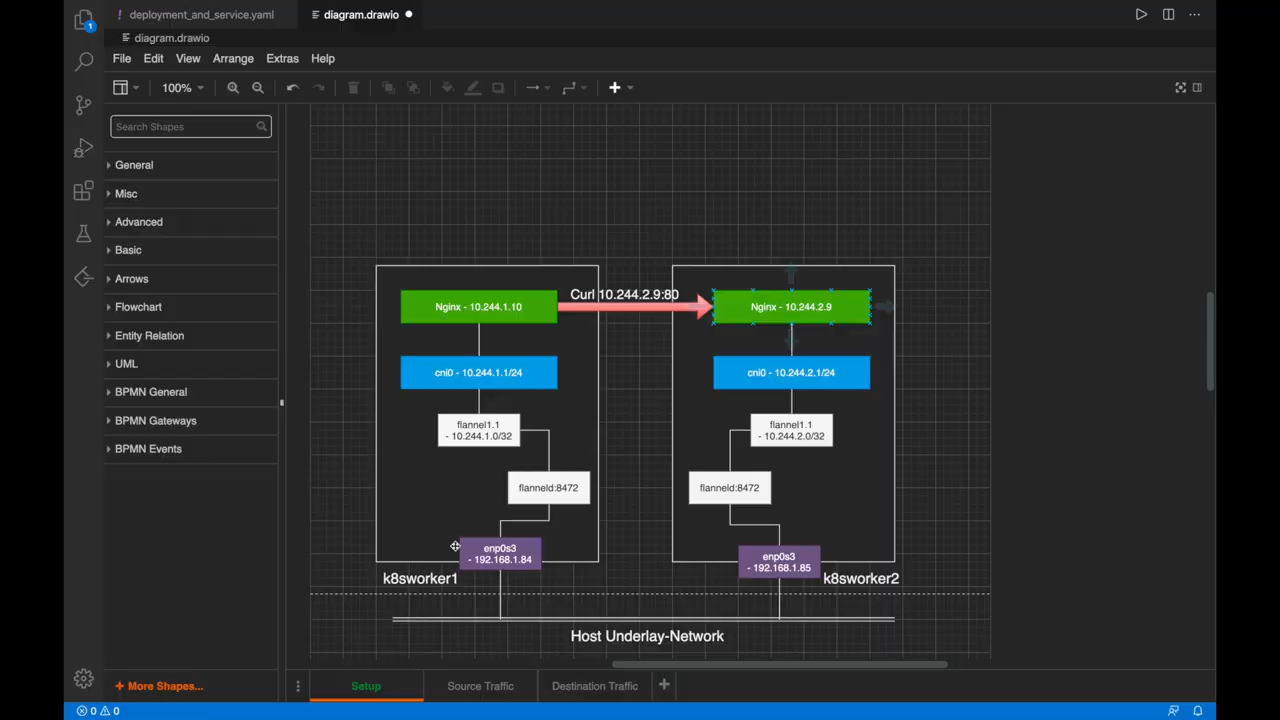 deployment_and_service.yaml
diagram.drawio
diagram.drawio
File Edit View Arrange Extras Help
100%
Search Shapes
General
Misc
Advanced
Basic
Arrows
Flowchart
Entity Relation
UML
BPMN General
BPMN Gateways
BPMN Events
+ More Shapes...
1
Curl 10.244.2.9:80
Nginx - 10.244.1.10
Nginx - 10.244.2.9
cni0 - 10.244.1.1/24
cni0 - 10.244.2.1/24
flannel1.1
- 10.244.1.0/32
flannel1.1
- 10.244.2.0/32
flanneld:8472
flanneld:8472
enp0s3
- 192.168.1.84
enp0s3
- 192.168.1.85
k8sworker1
k8sworker2
Host Underlay-Network
Setup
Source Traffic
Destination Traffic
0 0